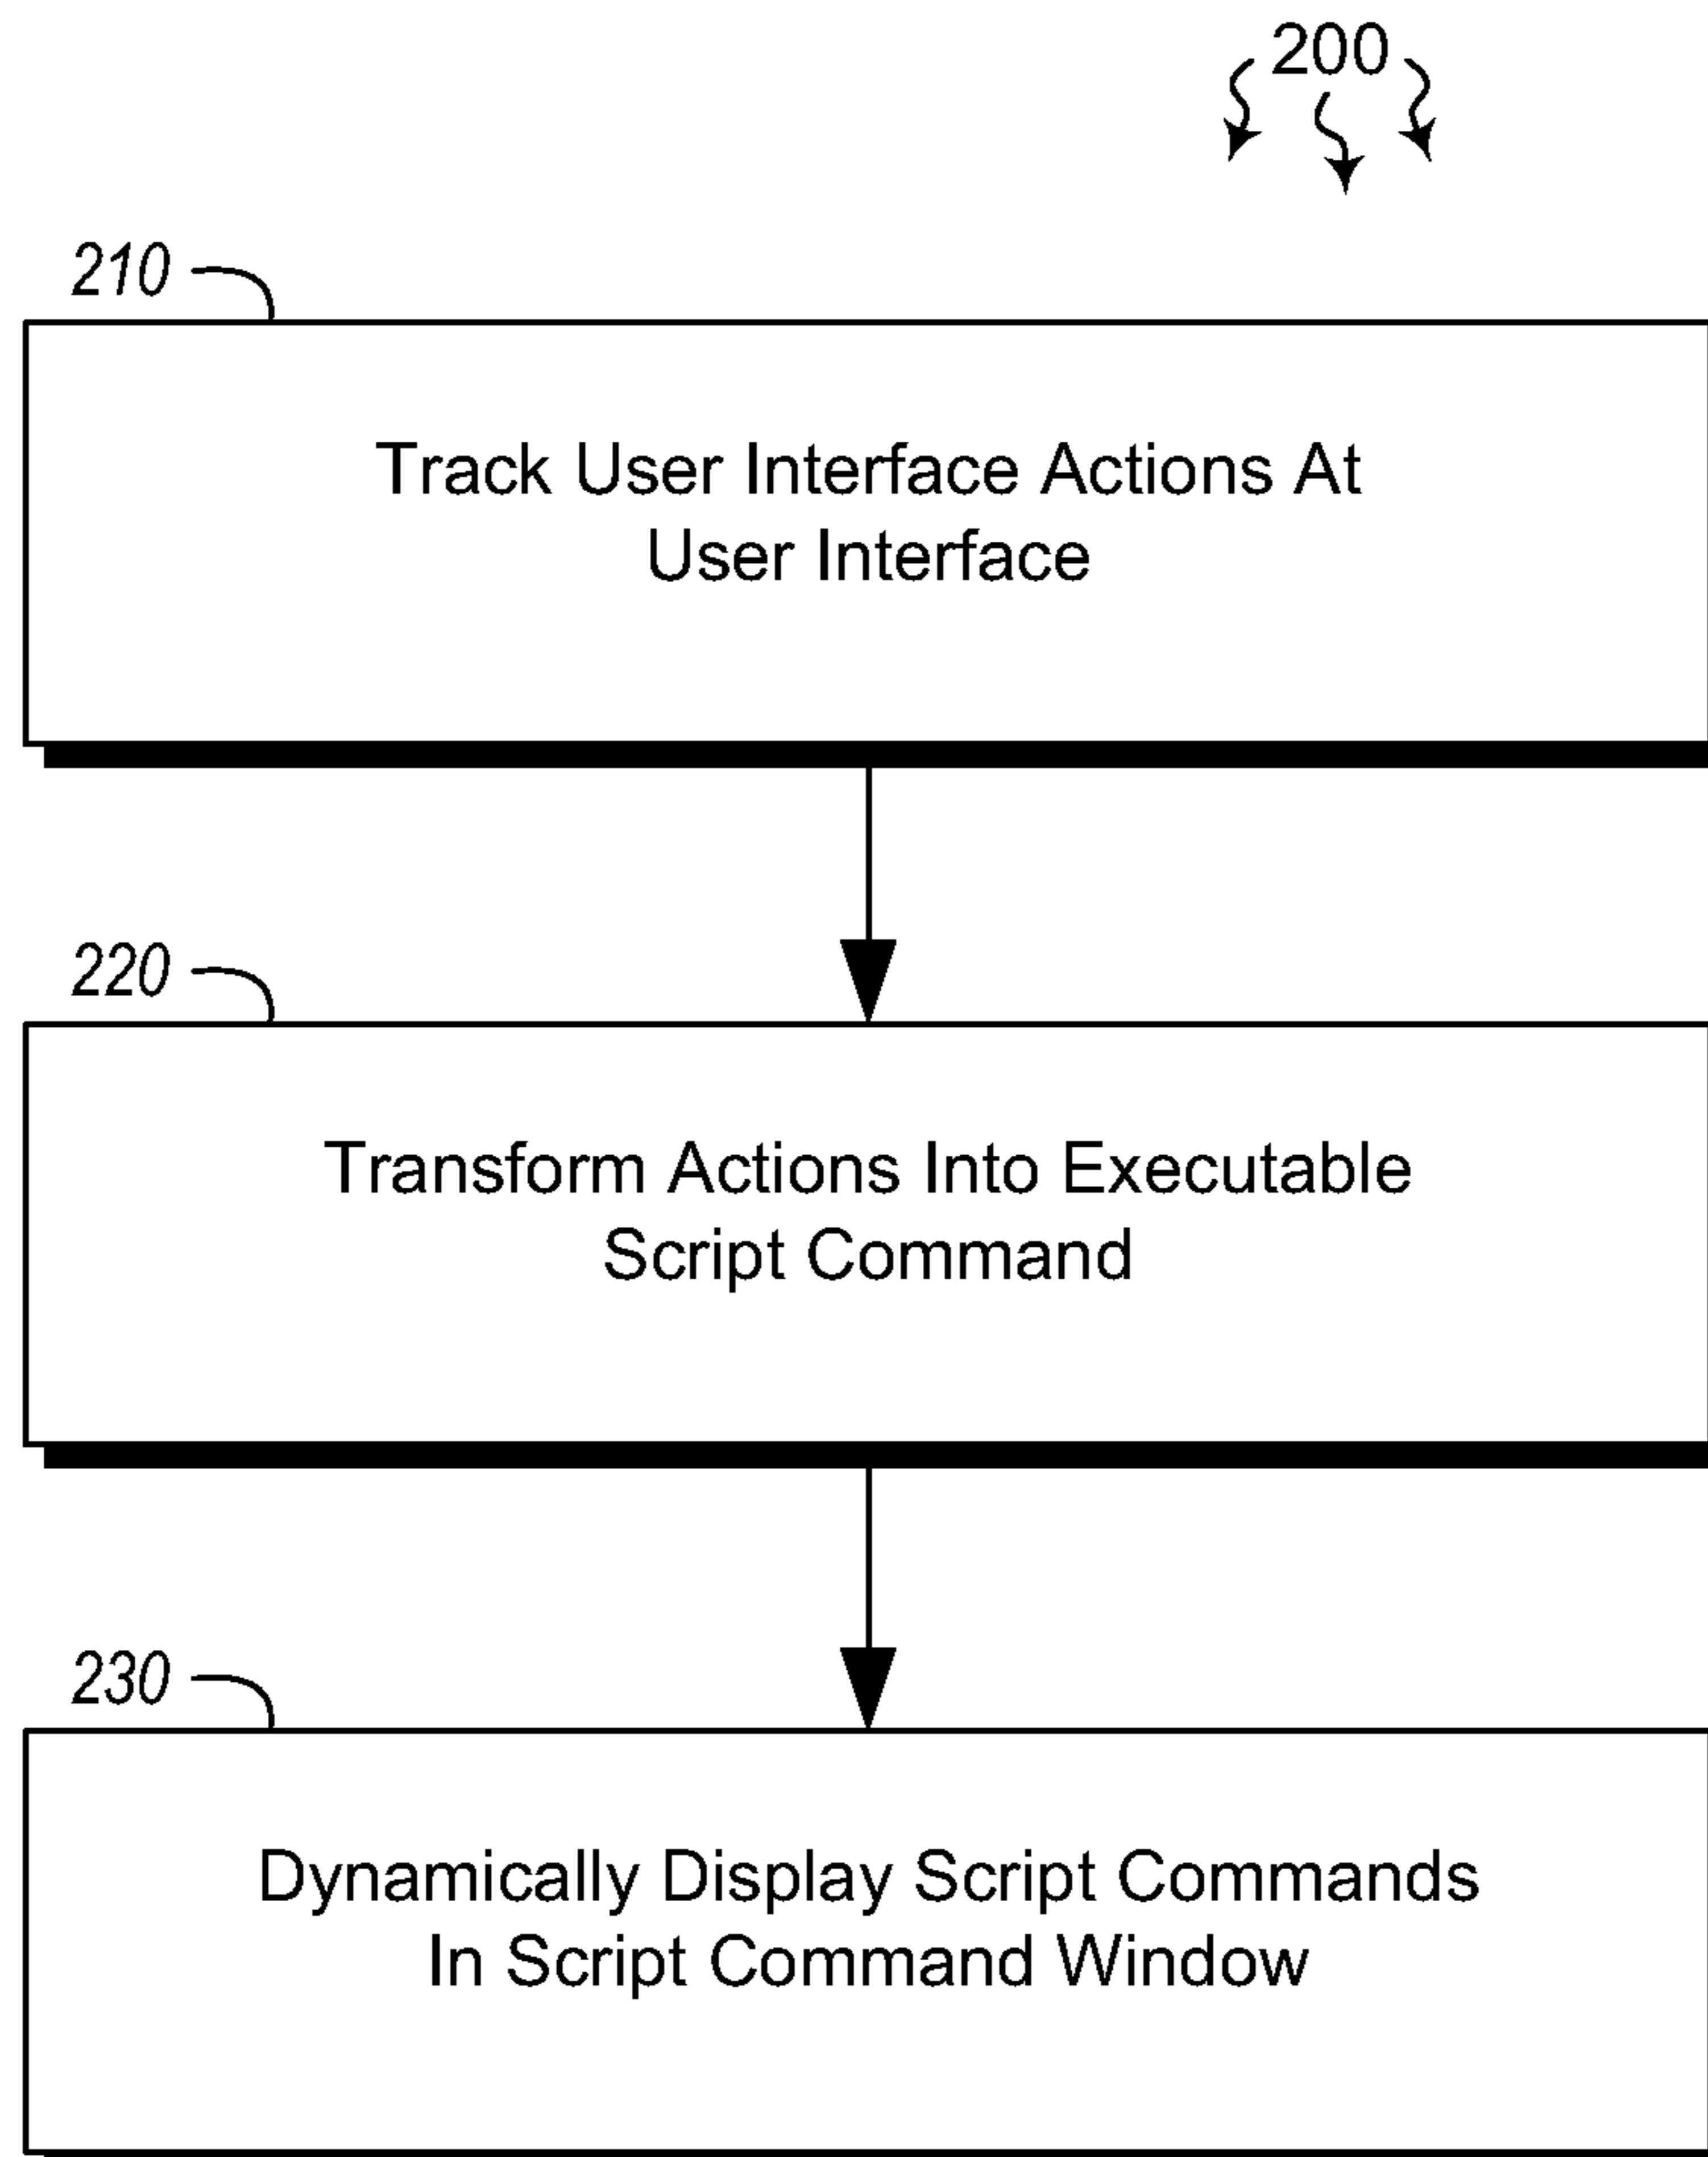 200
210
Track User Interface Actions At
User Interface
220
Transform Actions Into Executable
Script Command
230
Dynamically Display Script Commands
In Script Command Window